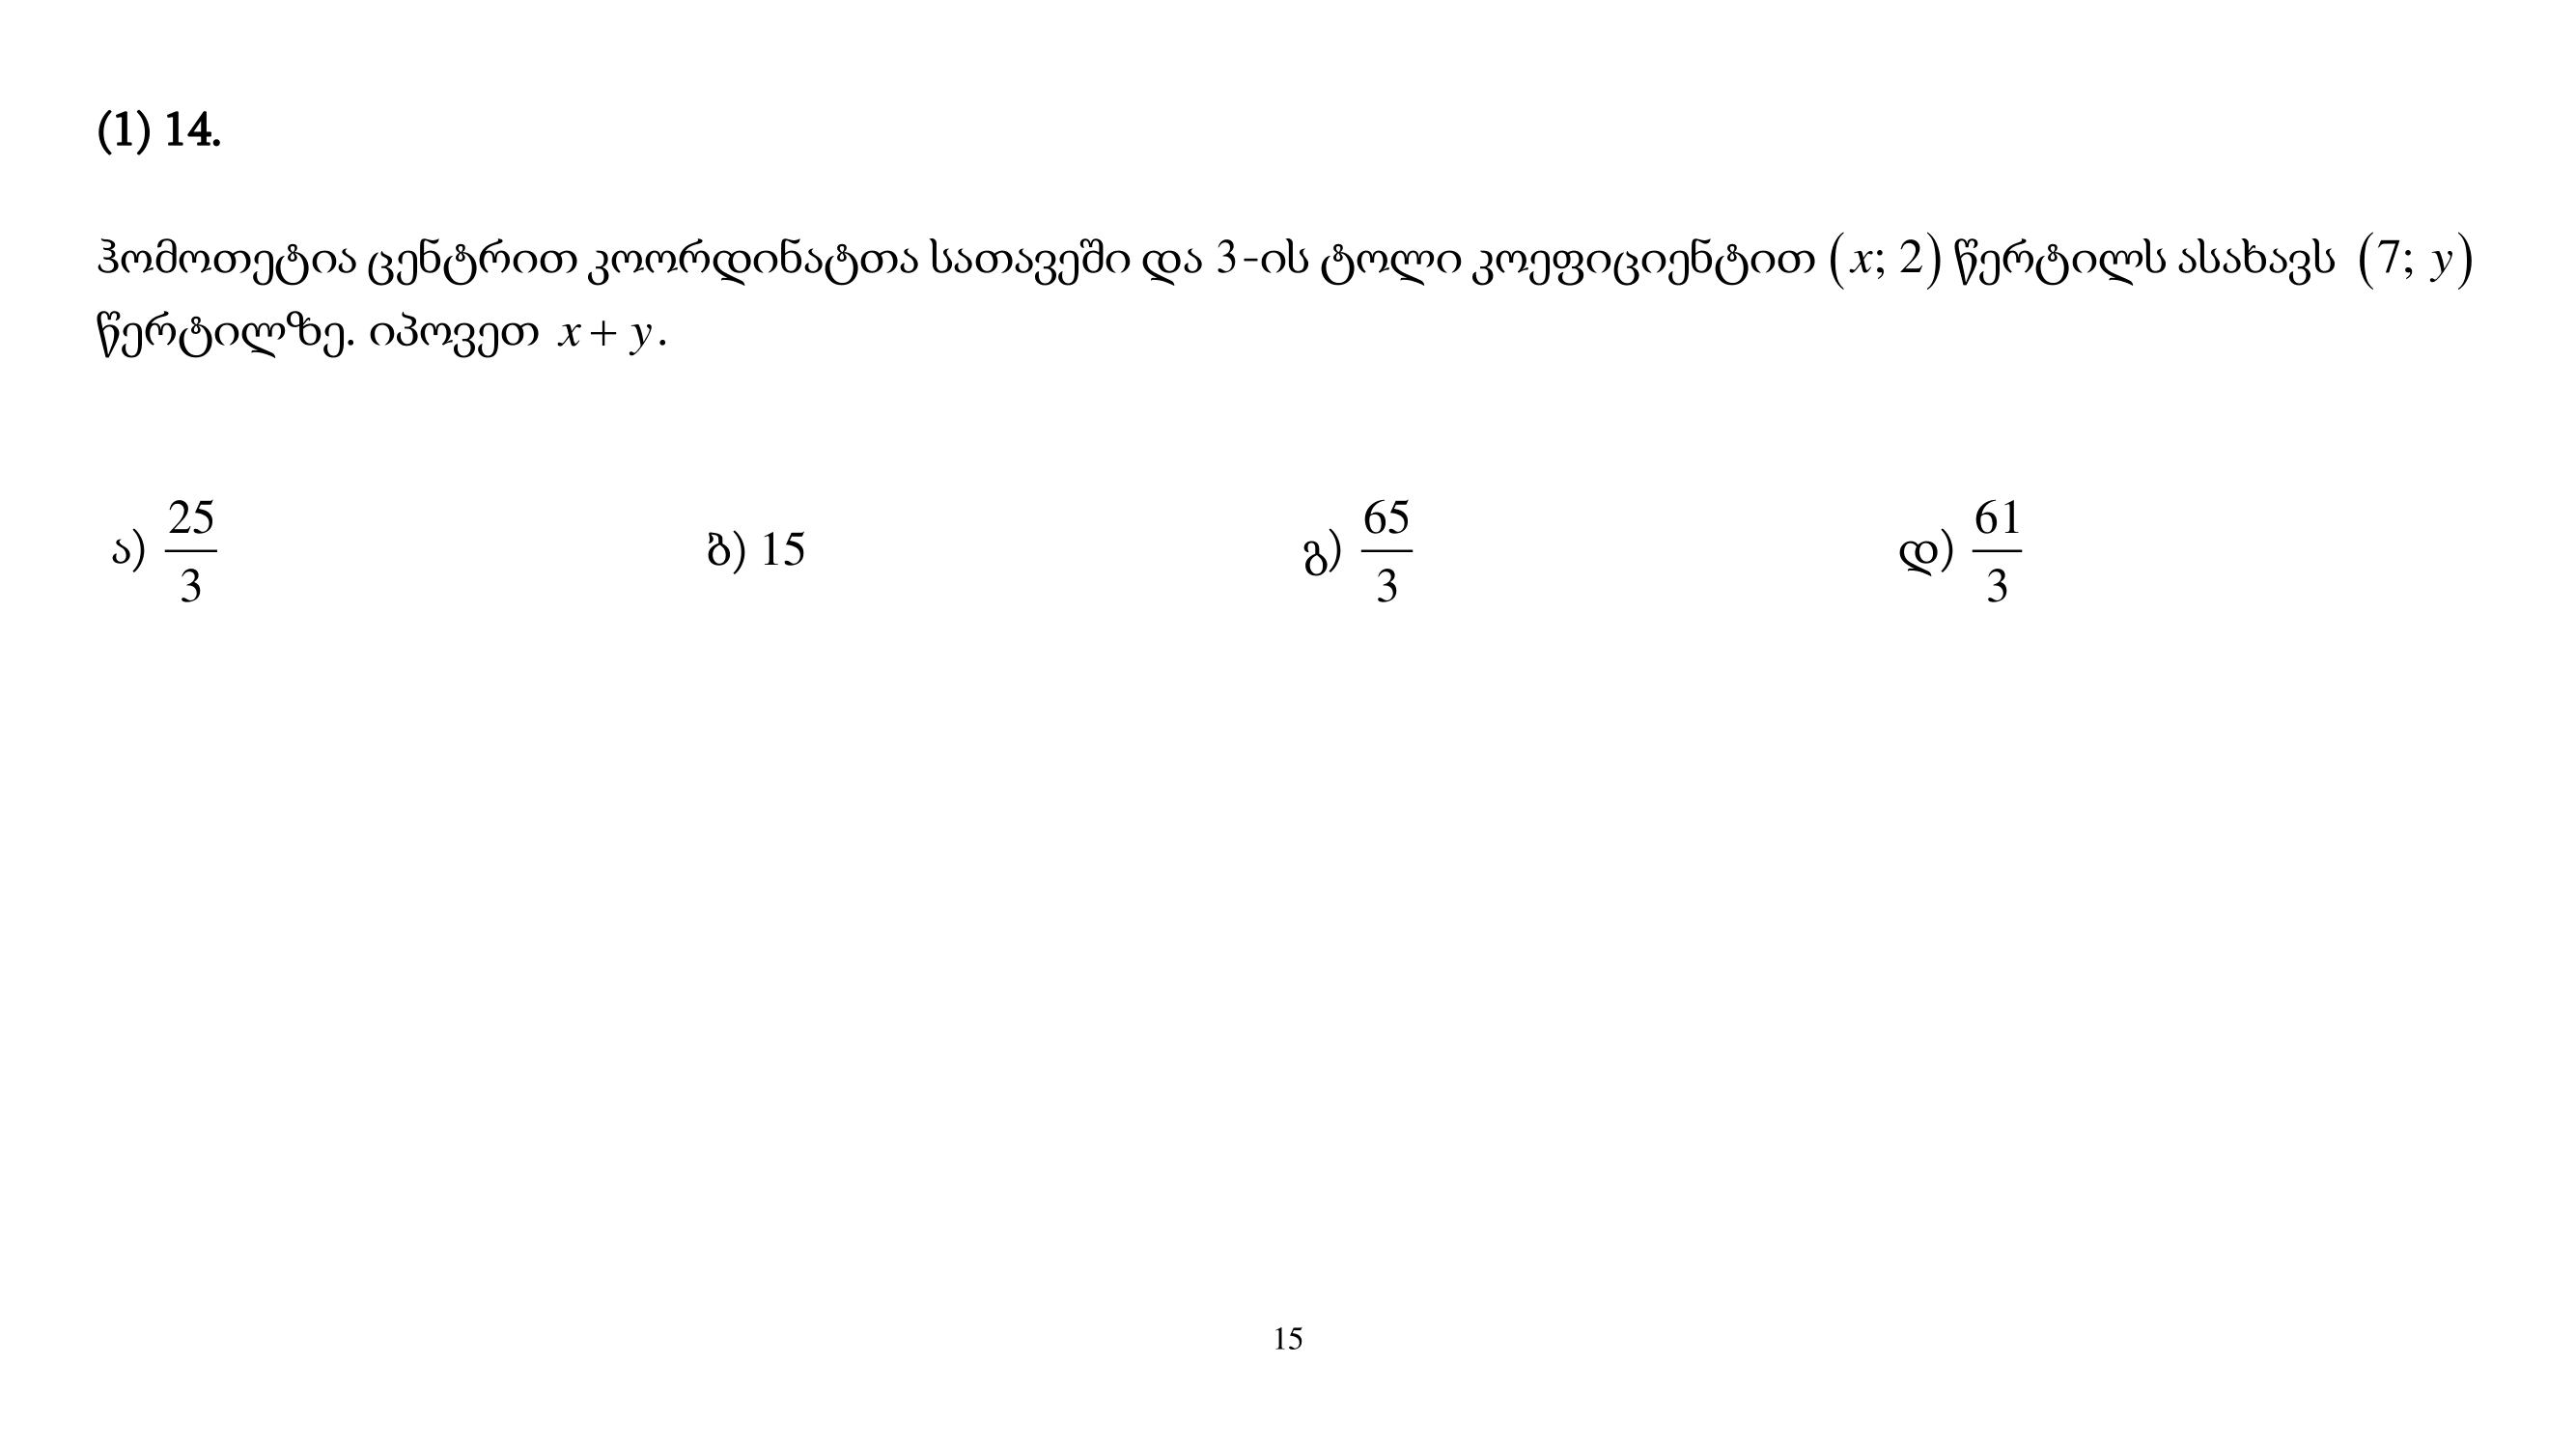 (1) 14.
ჰომოთეტია ცენტრით კოორდინატთა სათავეში და 3-ის ტოლი კოეფიციენტით (x; 2) წერტილს ასახავს (7; y)
წერტილზე. იპოვეთ x + y.
ა) 25/3 ბ) 15 გ) 65/3 დ) 61/3
15